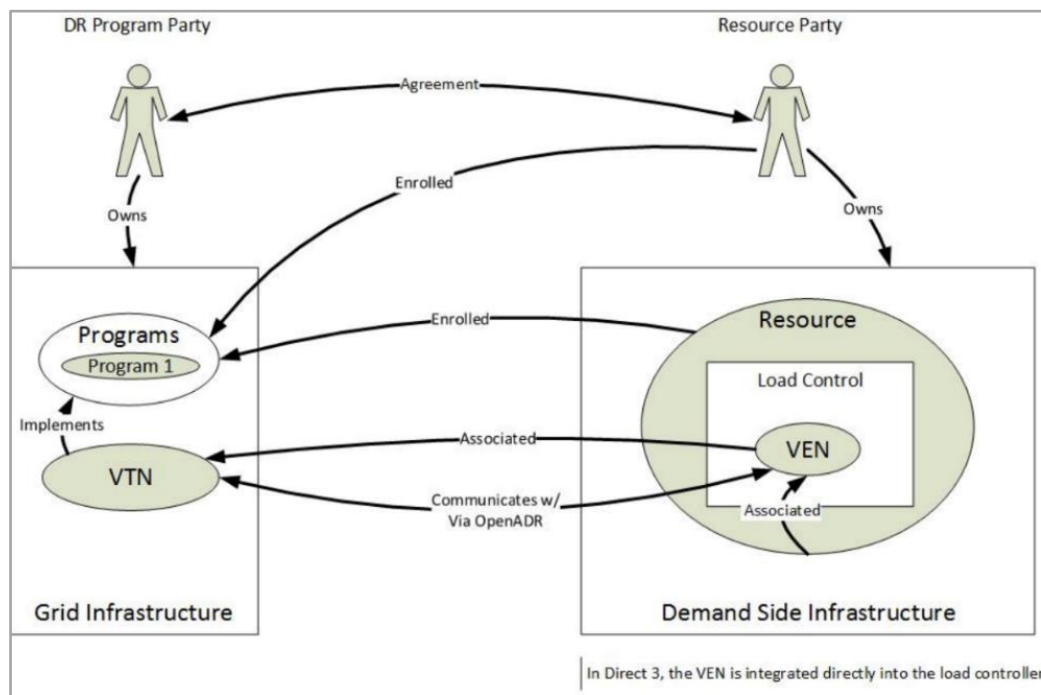 DR Program Party
Resource Party
Agreement
Enrolled
Owns
Owns
Programs
Program 1
Enrolled
Resource
Load Control
Implements
Associated
VEN
VTN
Communicates w/
Via OpenADR
Associated
Grid Infrastructure
Demand Side Infrastructure
In Direct 3, the VEN is integrated directly into the load controller